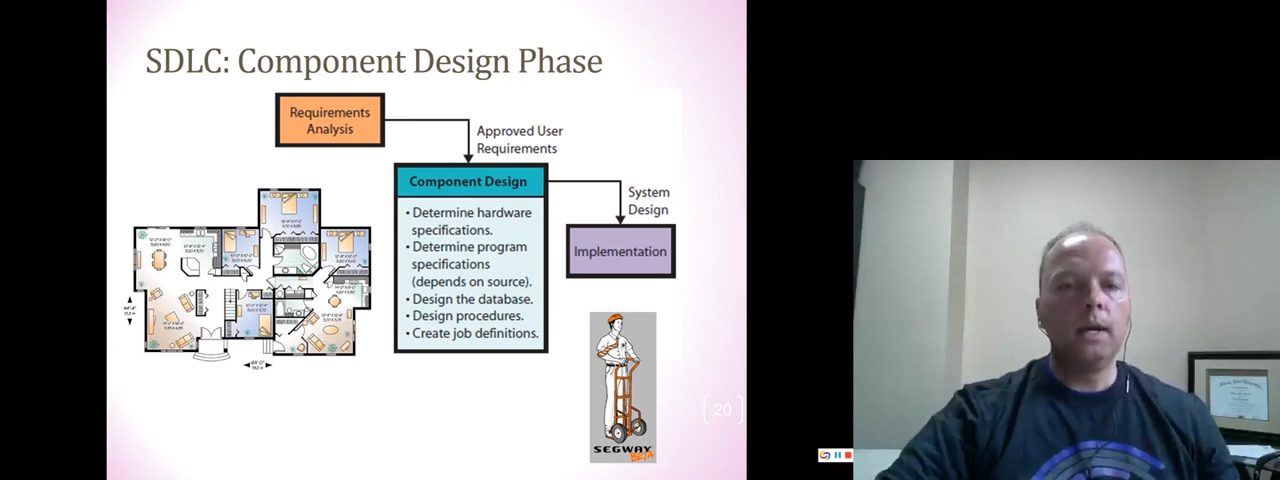 SDLC: Component Design Phase
Requirements
Analysis
Approved User
Requirements
Component Design
• Determine hardware
specifications.
• Determine program
specifications
(depends on source).
• Design the database.
• Design procedures.
• Create job definitions.
System
Design
Implementation
SEGWAY
BETA
20